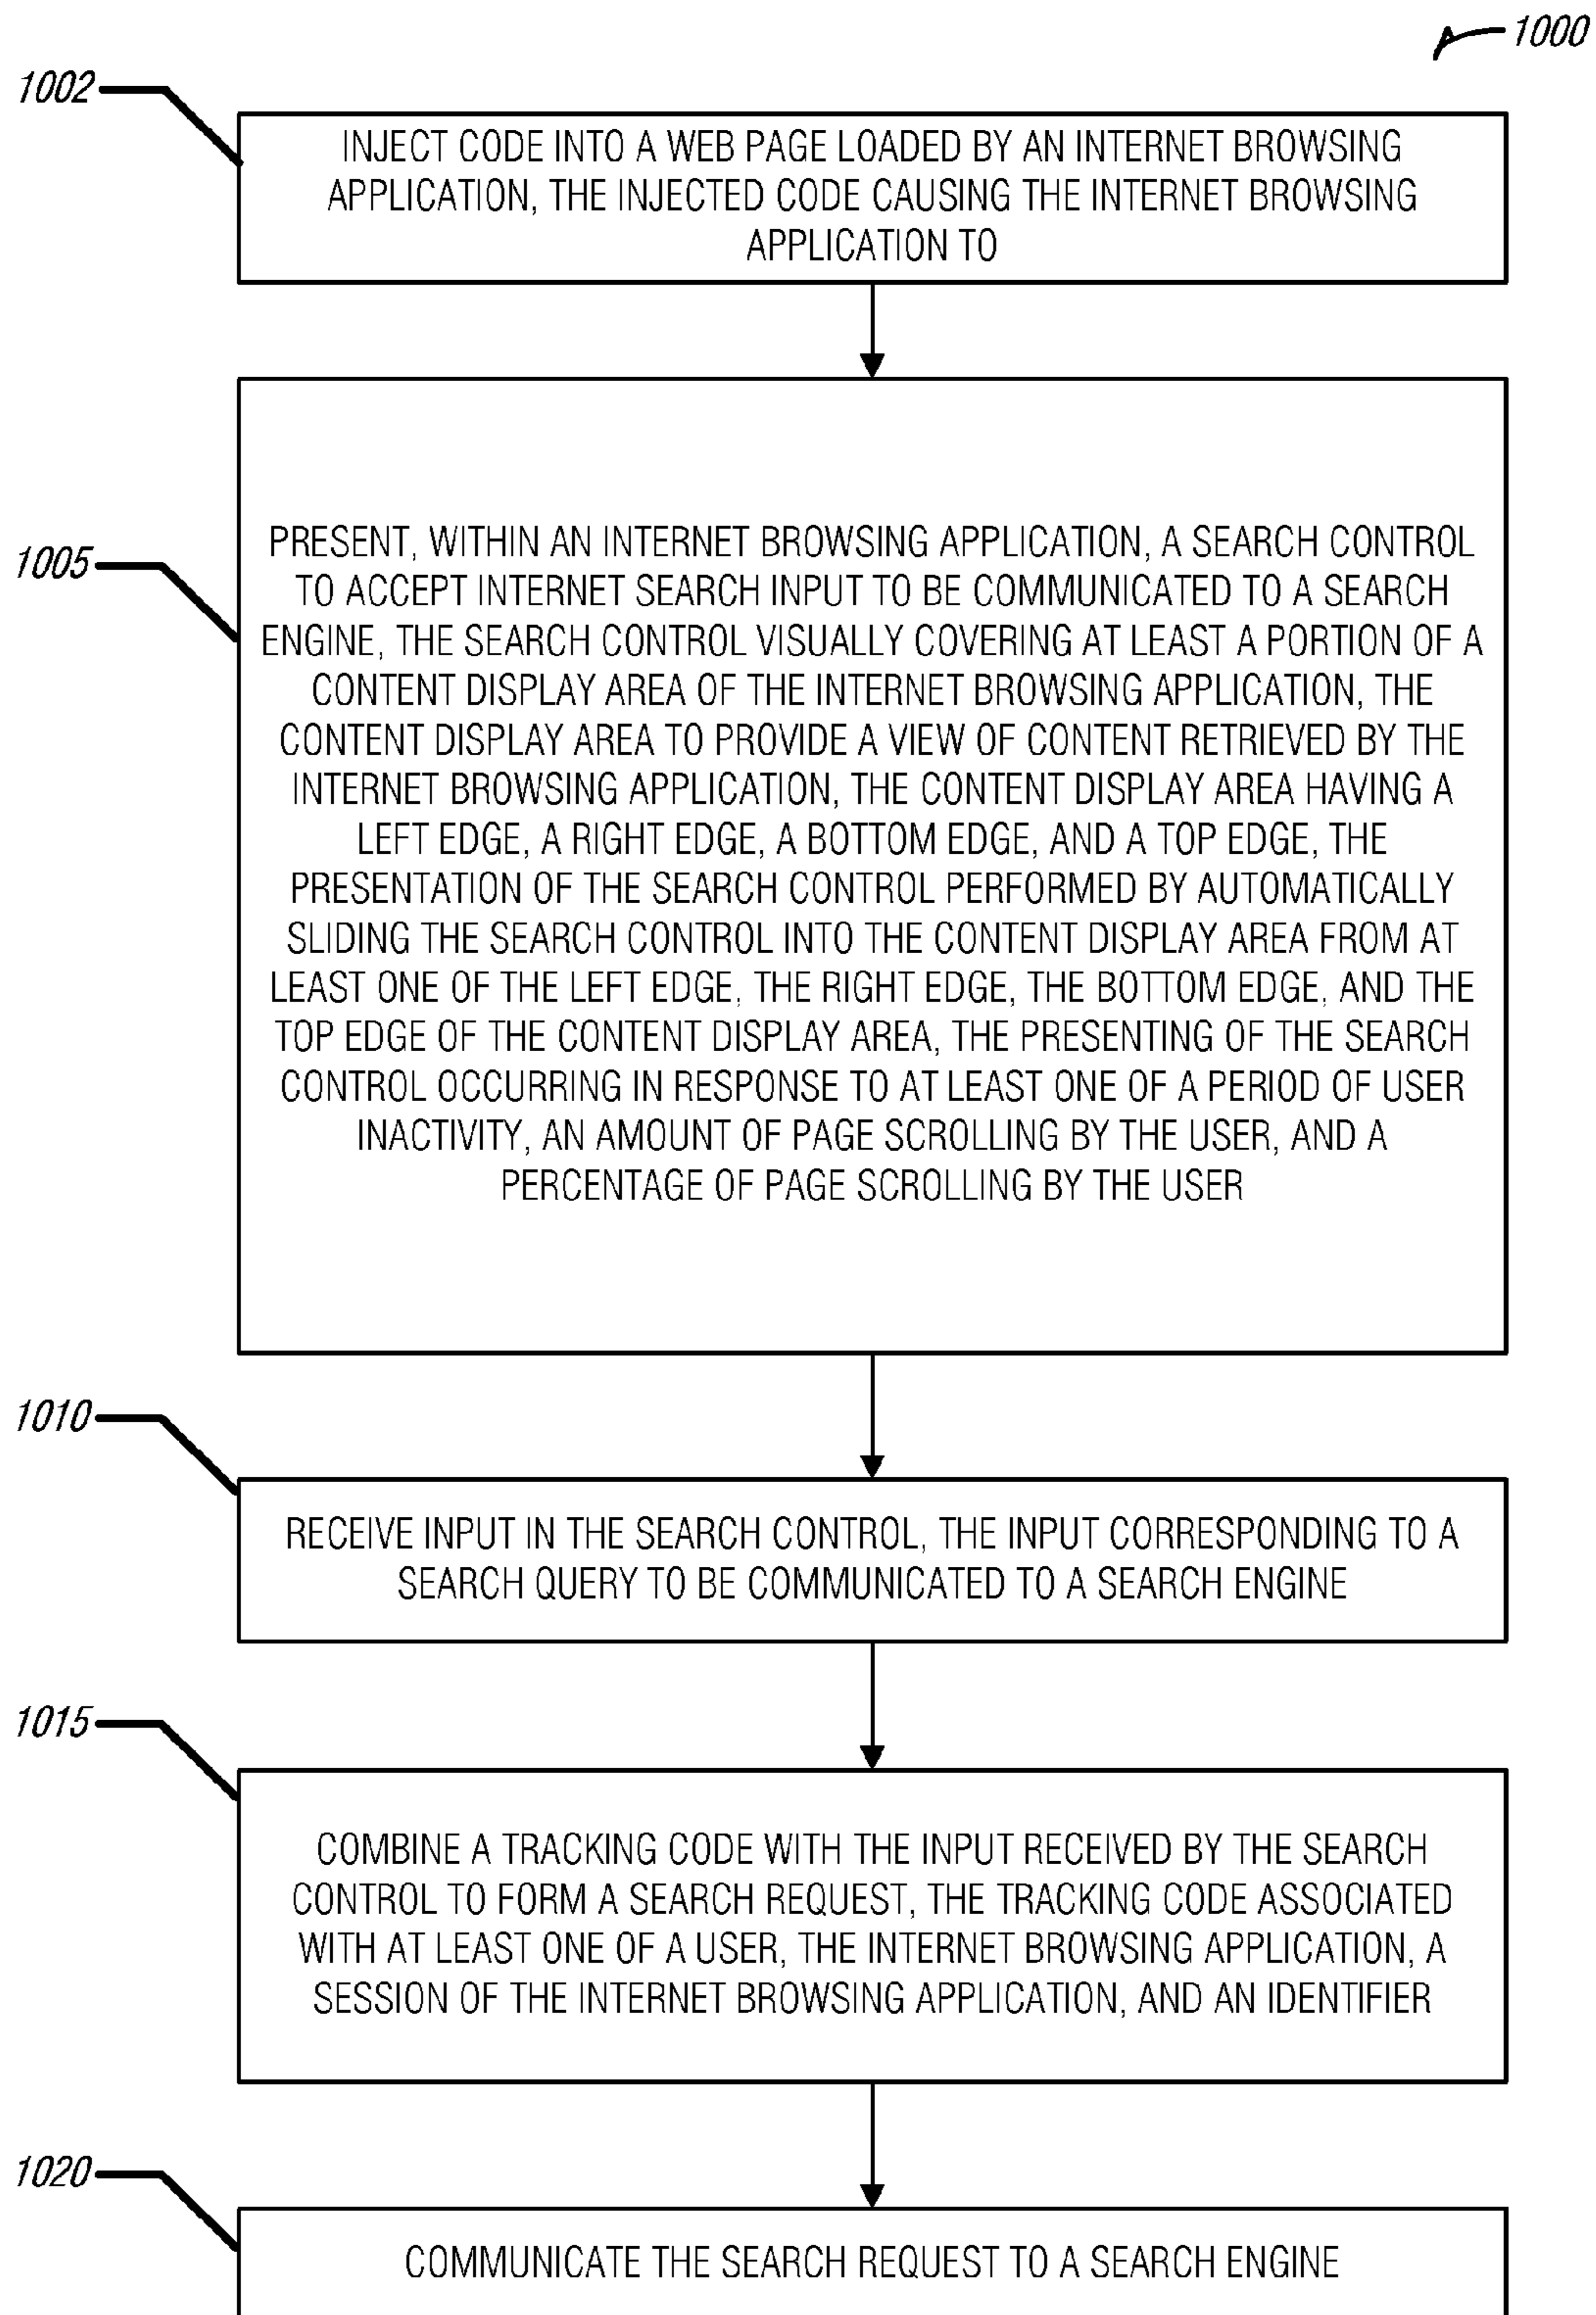 1000
1002
INJECT CODE INTO A WEB PAGE LOADED BY AN INTERNET BROWSING
APPLICATION, THE INJECTED CODE CAUSING THE INTERNET BROWSING
APPLICATION TO
1005
PRESENT, WITHIN AN INTERNET BROWSING APPLICATION, A SEARCH CONTROL
TO ACCEPT INTERNET SEARCH INPUT TO BE COMMUNICATED TO A SEARCH
ENGINE, THE SEARCH CONTROL VISUALLY COVERING AT LEAST A PORTION OF A
CONTENT DISPLAY AREA OF THE INTERNET BROWSING APPLICATION, THE
CONTENT DISPLAY AREA TO PROVIDE A VIEW OF CONTENT RETRIEVED BY THE
INTERNET BROWSING APPLICATION, THE CONTENT DISPLAY AREA HAVING A
LEFT EDGE, A RIGHT EDGE, A BOTTOM EDGE, AND A TOP EDGE, THE
PRESENTATION OF THE SEARCH CONTROL PERFORMED BY AUTOMATICALLY
SLIDING THE SEARCH CONTROL INTO THE CONTENT DISPLAY AREA FROM AT
LEAST ONE OF THE LEFT EDGE, THE RIGHT EDGE, THE BOTTOM EDGE, AND THE
TOP EDGE OF THE CONTENT DISPLAY AREA, THE PRESENTING OF THE SEARCH
CONTROL OCCURRING IN RESPONSE TO AT LEAST ONE OF A PERIOD OF USER
INACTIVITY, AN AMOUNT OF PAGE SCROLLING BY THE USER, AND A
PERCENTAGE OF PAGE SCROLLING BY THE USER
1010
RECEIVE INPUT IN THE SEARCH CONTROL, THE INPUT CORRESPONDING TO A
SEARCH QUERY TO BE COMMUNICATED TO A SEARCH ENGINE
1015
COMBINE A TRACKING CODE WITH THE INPUT RECEIVED BY THE SEARCH
CONTROL TO FORM A SEARCH REQUEST, THE TRACKING CODE ASSOCIATED
WITH AT LEAST ONE OF A USER, THE INTERNET BROWSING APPLICATION, A
SESSION OF THE INTERNET BROWSING APPLICATION, AND AN IDENTIFIER
1020
COMMUNICATE THE SEARCH REQUEST TO A SEARCH ENGINE